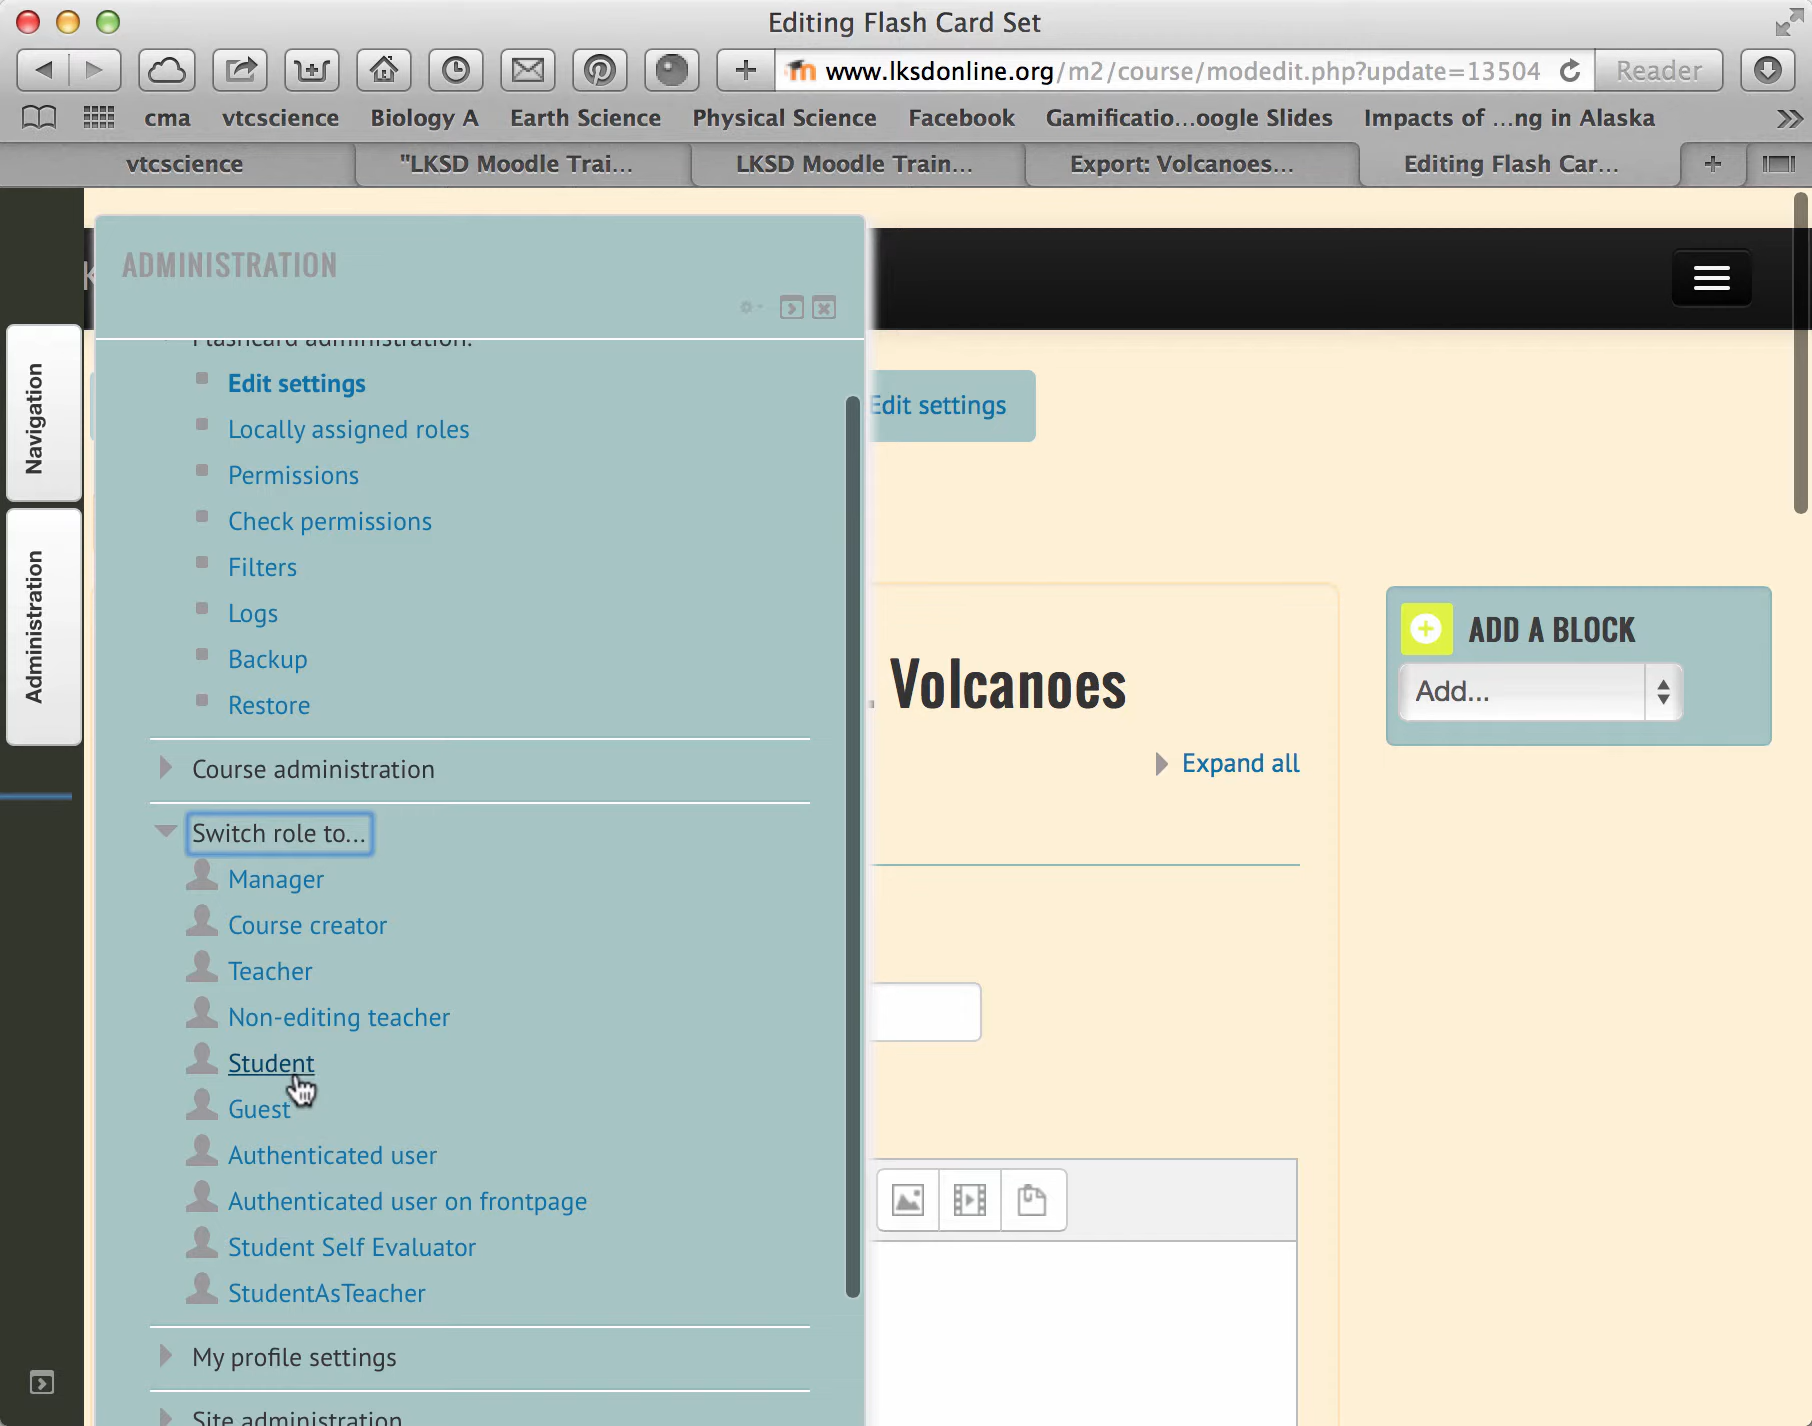 Editing Flash Card Set
www.lksdonline.org/m2/course/modedit.php?update=13504
Reader
cma
vtcscience
Biology A
Earth Science
Physical Science
Facebook
Gamificatio...oogle Slides
Impacts of ...ng in Alaska
vtcscience
"LKSD Moodle Trai...
LKSD Moodle Train...
Export: Volcanoes...
Editing Flash Car...
Navigation
Administration
ADMINISTRATION
Flashcard administration.
Edit settings
Locally assigned roles
Permissions
Check permissions
Filters
Logs
Backup
Restore
Course administration
Switch role to...
Manager
Course creator
Teacher
Non-editing teacher
Student
Guest
Authenticated user
Authenticated user on frontpage
Student Self Evaluator
StudentAsTeacher
My profile settings
Site administration
Edit settings
Volcanoes
Expand all
ADD A BLOCK
Add...